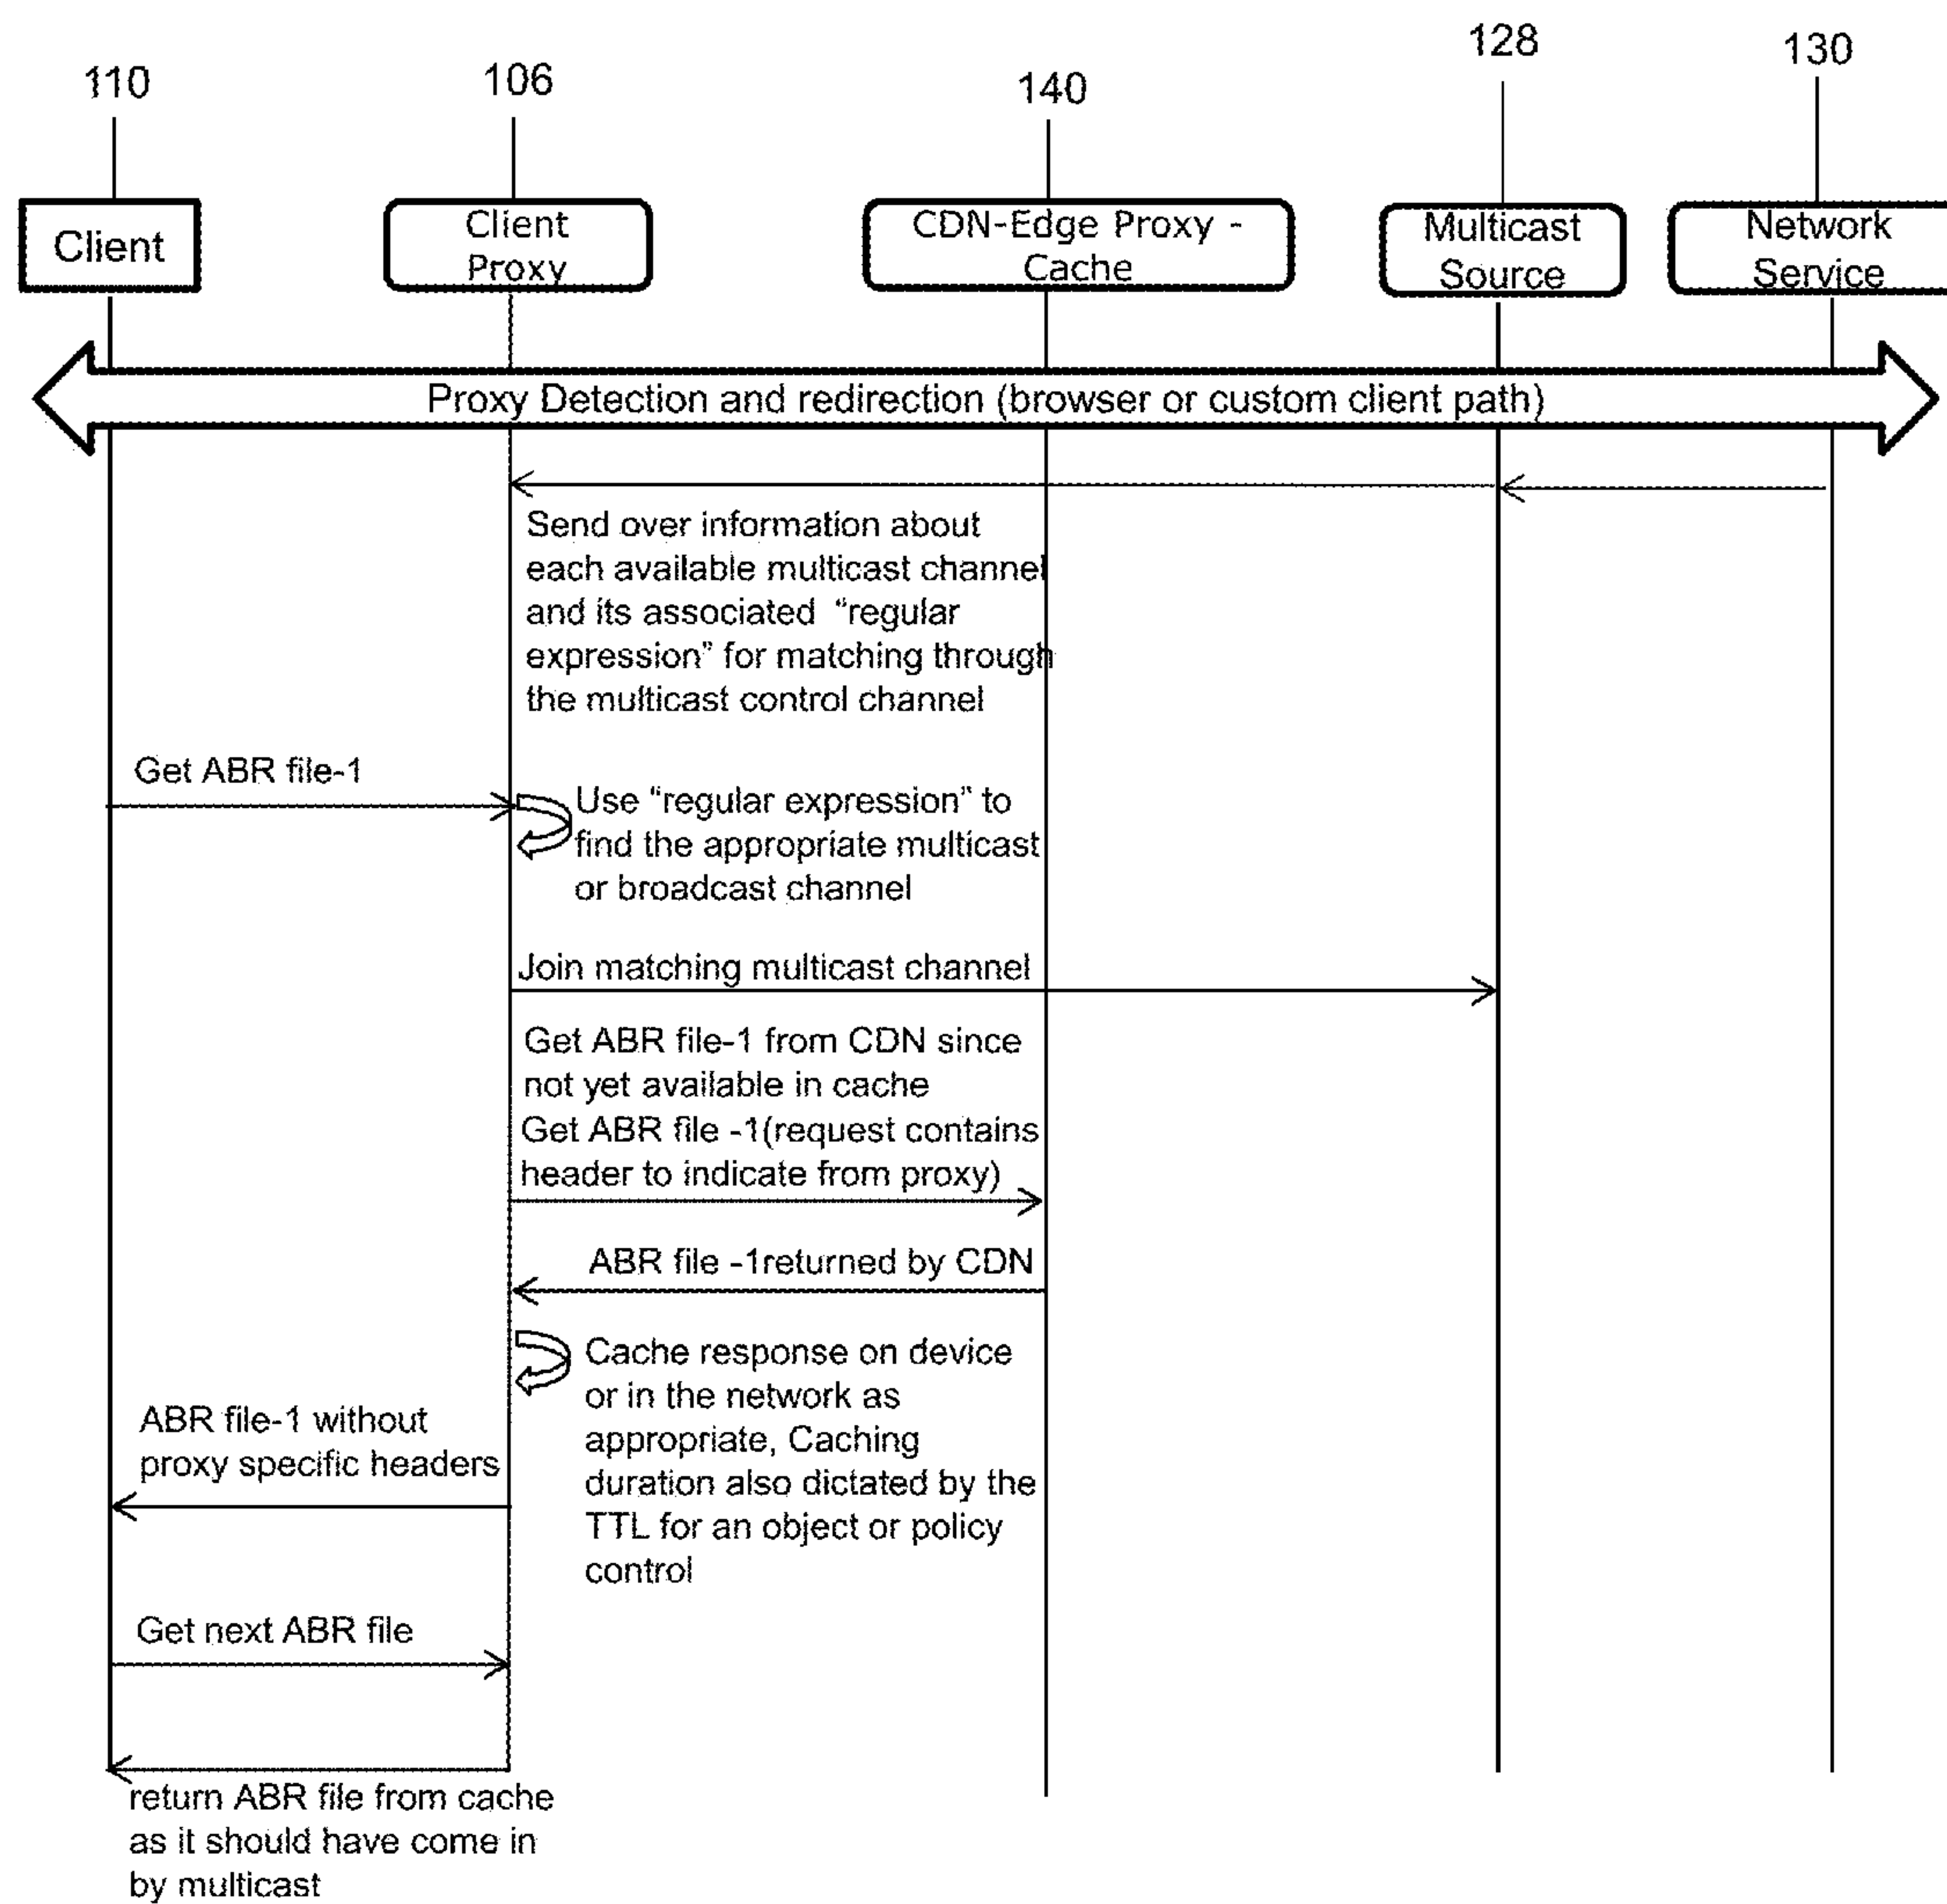 110
106
140
128
130
Client
Client
Proxy
CDN-Edge Proxy -
Cache
Multicast
Source
Network
Service
Proxy Detection and redirection (browser or custom client path)
Send over information about
each available multicast channel
and its associated “regular
expression” for matching through
the multicast control channel
Get ABR file-1
Use “regular expression” to
find the appropriate multicast
or broadcast channel
Join matching multicast channel
Get ABR file-1 from CDN since
not yet available in cache
Get ABR file -1(request contains
header to indicate from proxy)
ABR file -1returned by CDN
Cache response on device
or in the network as
appropriate, Caching
duration also dictated by the
TTL for an object or policy
control
ABR file-1 without
proxy specific headers
Get next ABR file
return ABR file from cache
as it should have come in
by multicast